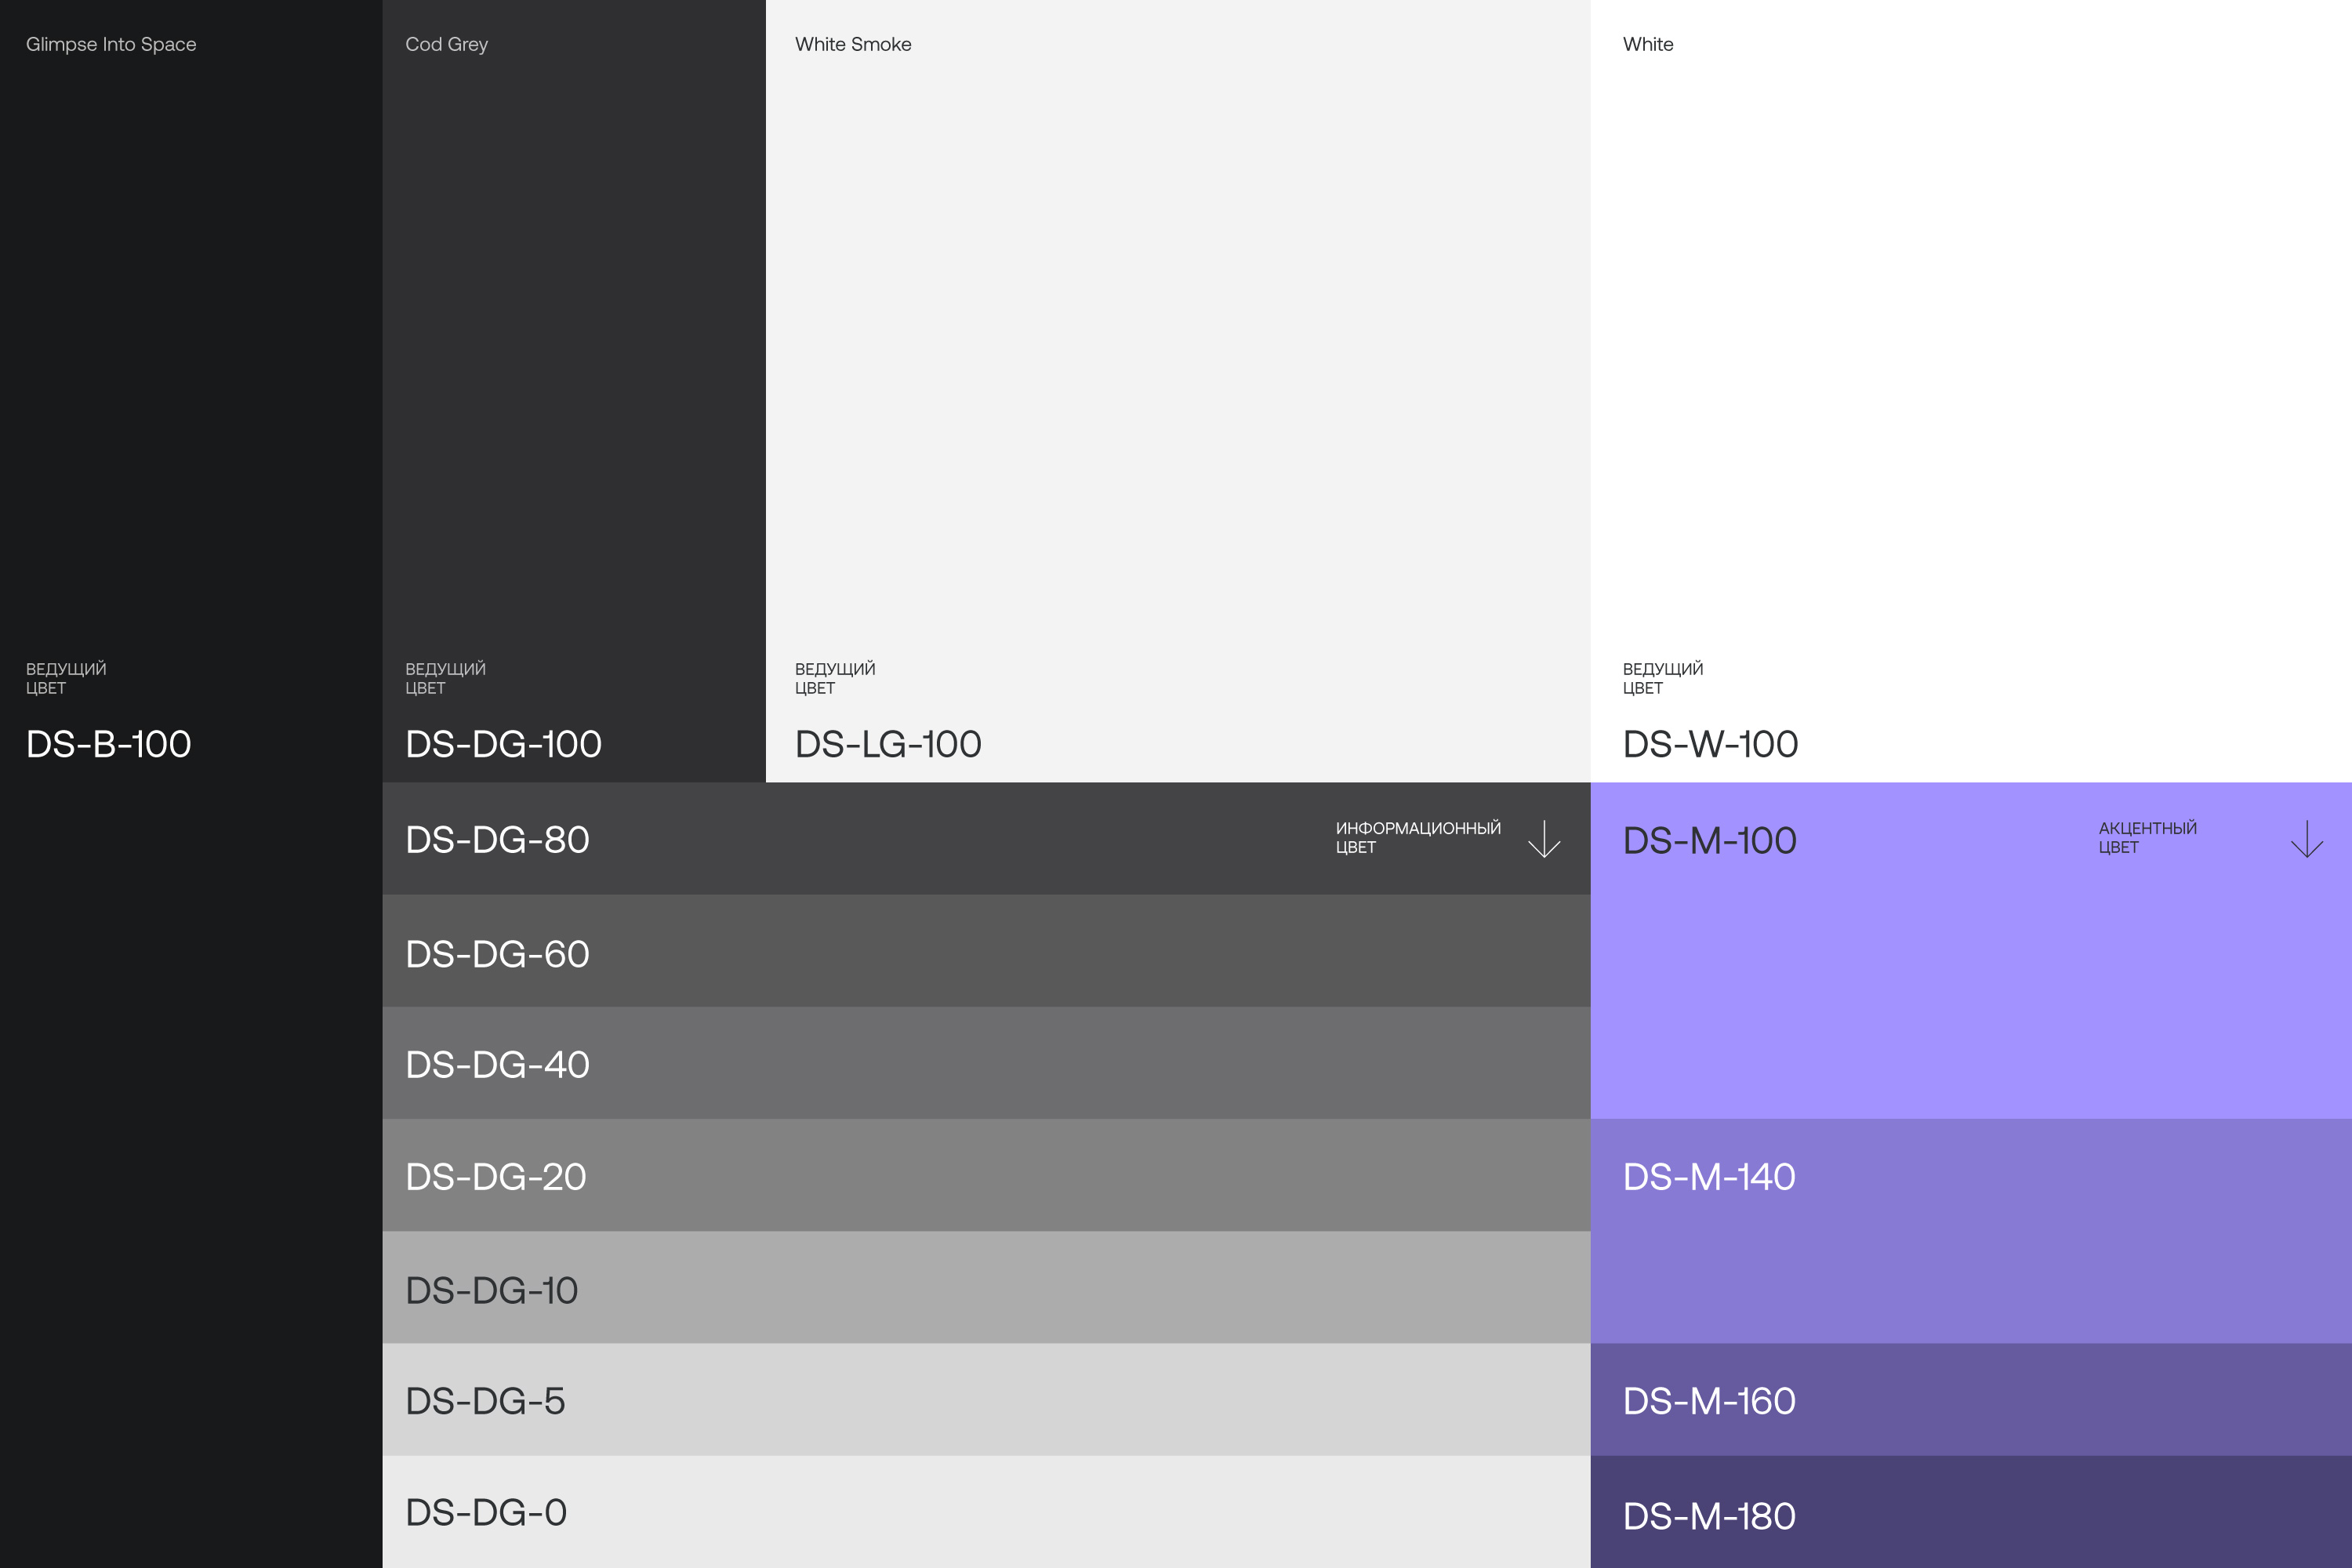 Glimpse Into Space
ВЕДУЩИЙ
ЦВЕТ
DS-B-100
Cod Grey
ВЕДУЩИЙ
ЦВЕТ
DS-DG-100
White Smoke
ВЕДУЩИЙ
ЦВЕТ
DS-LG-100
White
ВЕДУЩИЙ
ЦВЕТ
DS-W-100
DS-DG-80
ИНФОРМАЦИОННЫЙ
ЦВЕТ
DS-DG-60
DS-DG-40
DS-DG-20
DS-DG-10
DS-DG-5
DS-DG-0
DS-M-100
АКЦЕНТНЫЙ
ЦВЕТ
DS-M-140
DS-M-160
DS-M-180